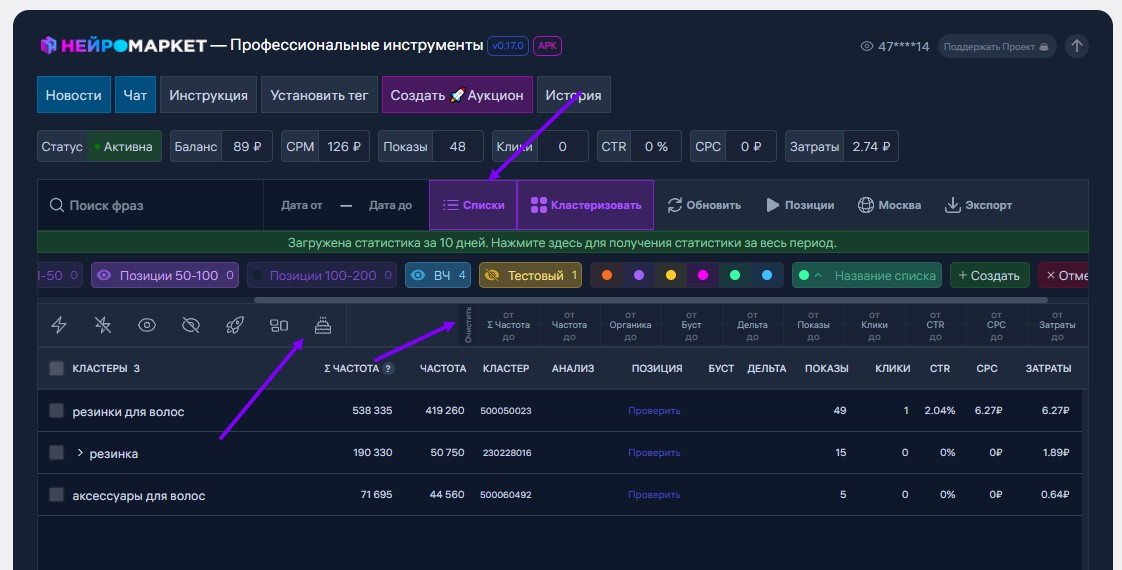 НЕЙРОМАРКЕТ — Профессиональные инструменты v0.17.0 АРК 47****14 Поддержать Проект
Новости Чат Инструкция Установить тег Создать 🚀 Аукцион История
Статус Активна Баланс 89 ₽ CPM 126 ₽ Показы 48 Клики 0 CTR 0 % CPC 0 ₽ Затраты 2.74 ₽
Поиск фраз Дата от — Дата до Списки Кластеризовать Обновить Позиции Москва Экспорт
Загружена статистика за 10 дней. Нажмите здесь для получения статистики за весь период.
-50 0 Позиции 50-100 0 Позиции 100-200 0 ВЧ 4 Тестовый 1 Название списка + Создать × Отме
Очистить
от от от от от от от от от от
Σ Частота Частота Органика Буст Дельта Показы Клики CTR CPC Затраты
до до до до до до до до до до
КЛАСТЕРЫ 3 Σ ЧАСТОТА ? ЧАСТОТА КЛАСТЕР АНАЛИЗ ПОЗИЦИЯ БУСТ ДЕЛЬТА ПОКАЗЫ КЛИКИ CTR CPC ЗАТРАТЫ
резинки для волос 538 335 419 260 500050023 Проверить 49 1 2.04% 6.27₽ 6.27₽
> резинка 190 330 50 750 230228016 Проверить 15 0 0% 0₽ 1.89₽
аксессуары для волос 71 695 44 560 500060492 Проверить 5 0 0% 0₽ 0.64₽